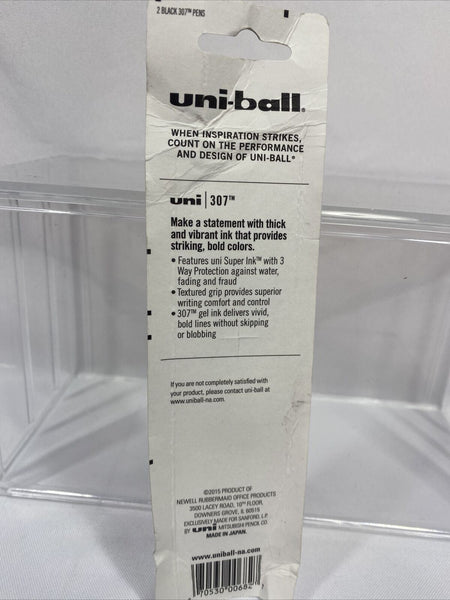 2 BLACK 307™ PENS
uni-ball®
WHEN INSPIRATION STRIKES,
COUNT ON THE PERFORMANCE
AND DESIGN OF UNI-BALL®
uni | 307™
Make a statement with thick
and vibrant ink that provides
striking, bold colors.
• Features uni Super Ink™ with 3
Way Protection against water,
fading and fraud
• Textured grip provides superior
writing comfort and control
• 307™ gel ink delivers vivid,
bold lines without skipping
or blobbing
If you are not completely satisfied with
your product, please contact uni-ball at
www.uniball-na.com.
©2015 PRODUCT OF
NEWELL RUBBERMAID OFFICE PRODUCTS
3500 LACEY ROAD, 10TH FLOOR,
DOWNERS GROVE, IL 60515
EXCLUSIVELY MADE FOR SANFORD, L.P.
BY uni MITSUBISHI PENCIL CO.
MADE IN JAPAN.
www.uniball-na.com
70530 00662